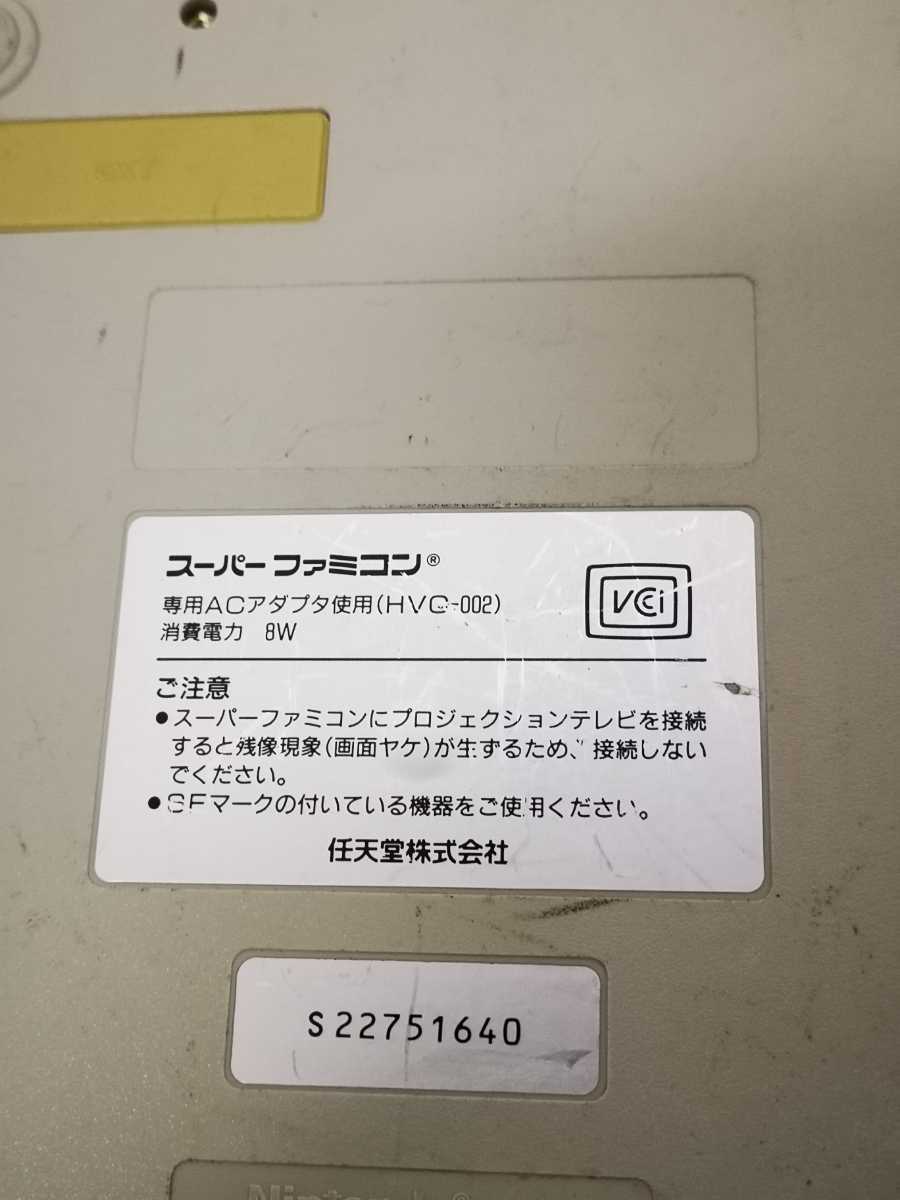 スーパーファミコン®
専用ACアダプタ使用(HVC-002)
消費電力 8W
VCCi
ご注意
●スーパーファミコンにプロジェクションテレビを接続
すると残像現象(画面ヤケ)が生ずるため、接続しない
でください。
●SFマークの付いている機器をご使用ください。
任天堂株式会社
S22751640
Nintendo®